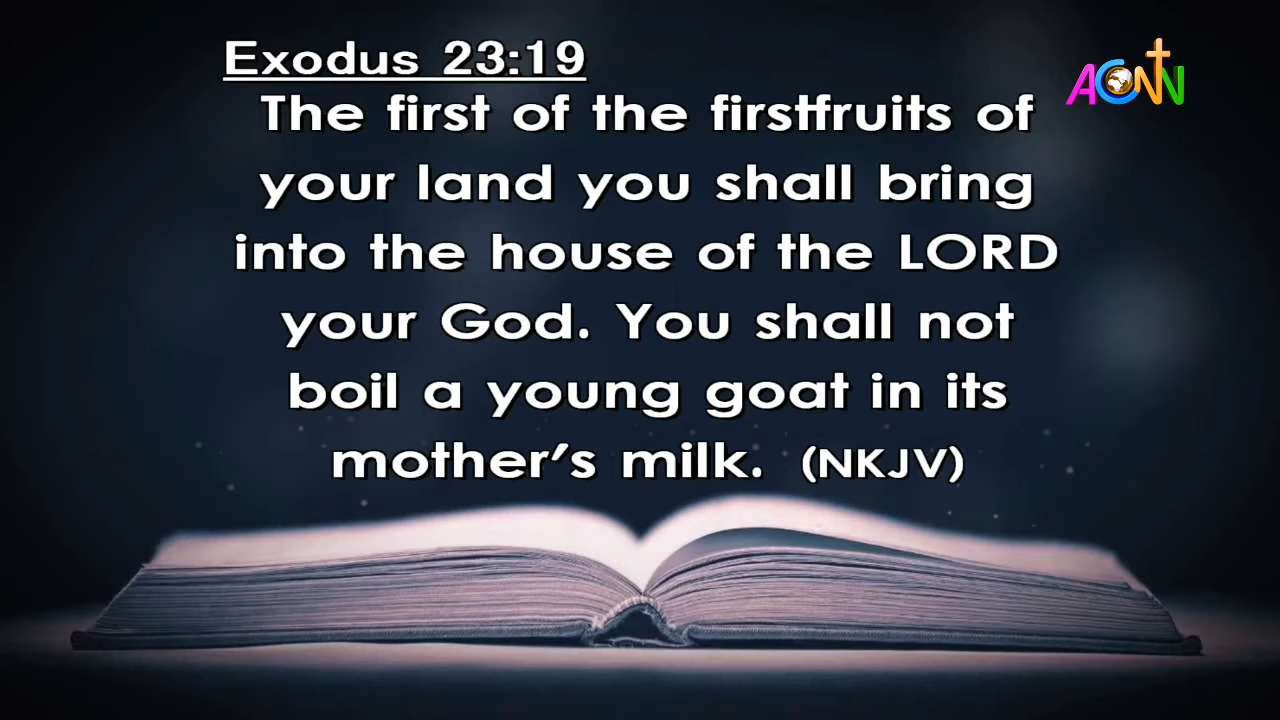 Exodus 23:19
ACNN
The first of the firstfruits of
your land you shall bring
into the house of the LORD
your God. You shall not
boil a young goat in its
mother's milk. (NKJV)